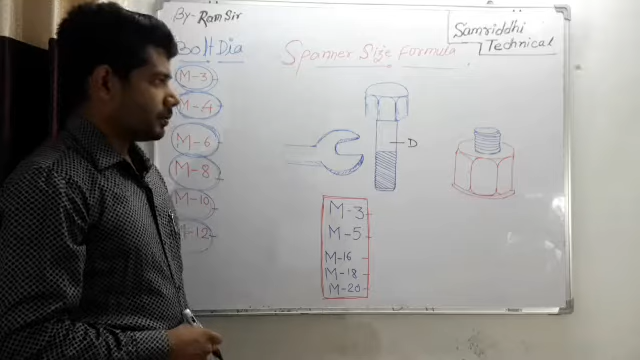 By- Ram Sir
Samriddhi
Technical
Bolt Dia
Spanner Size Formula
M-3
M-4
M-6
M-8
M-10
M-12
D
M-3
M-5
M-16
M-18
M-20